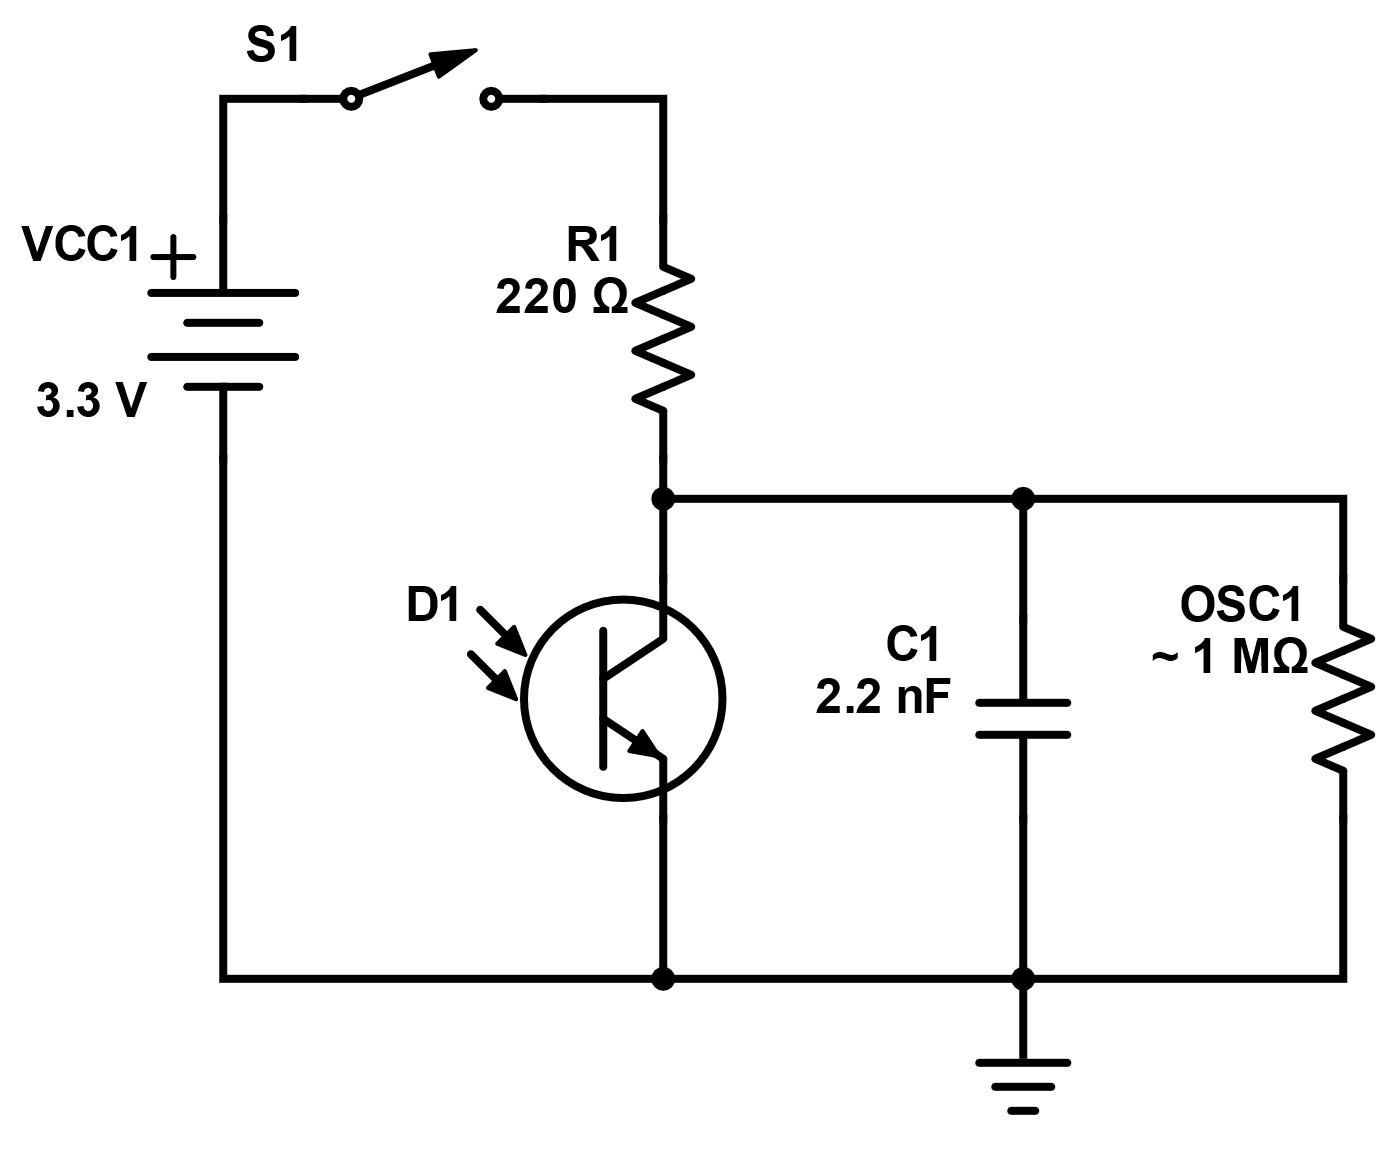 S1
VCC1
3.3 V
R1
220 Ω
D1
C1
2.2 nF
OSC1
~ 1 MΩ